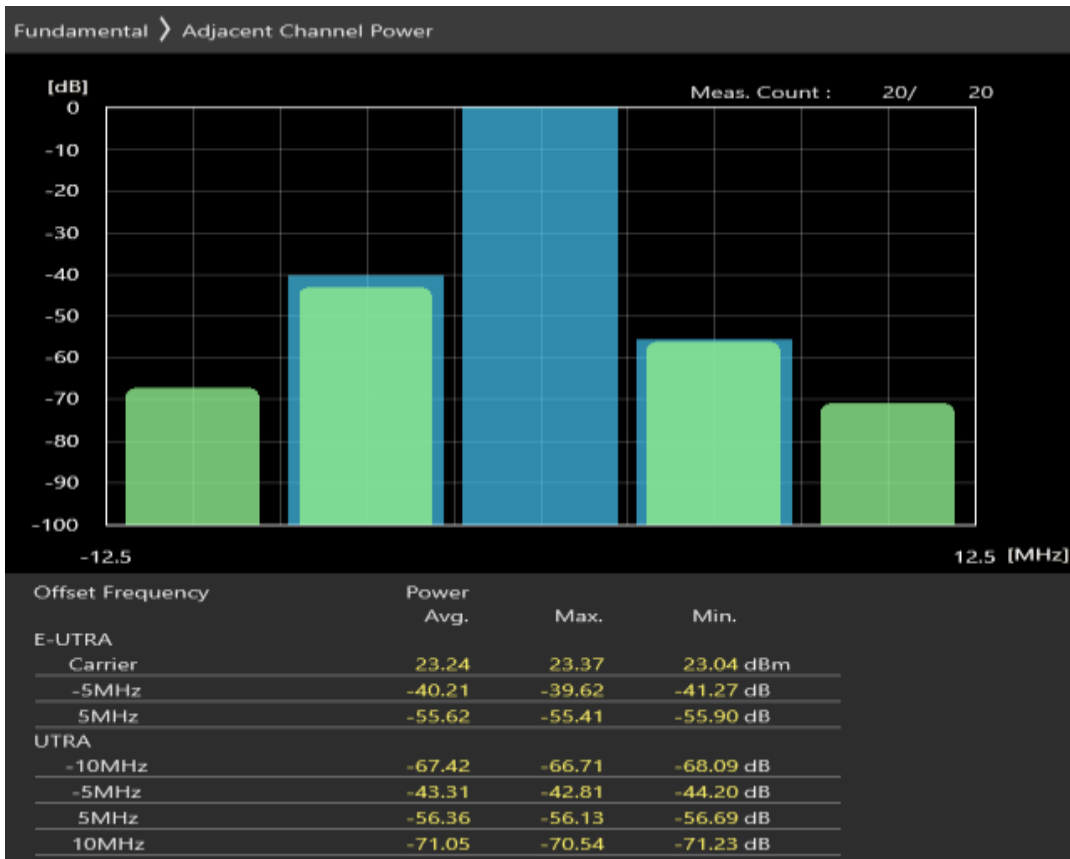 Fundamental ❯ Adjacent Channel Power
[dB]
Meas. Count : 20/ 20
0
-10
-20
-30
-40
-50
-60
-70
-80
-90
-100
-12.5 12.5 [MHz]
Offset Frequency Power
Avg. Max. Min.
E-UTRA
Carrier 23.24 23.37 23.04 dBm
-5MHz -40.21 -39.62 -41.27 dB
5MHz -55.62 -55.41 -55.90 dB
UTRA
-10MHz -67.42 -66.71 -68.09 dB
-5MHz -43.31 -42.81 -44.20 dB
5MHz -56.36 -56.13 -56.69 dB
10MHz -71.05 -70.54 -71.23 dB